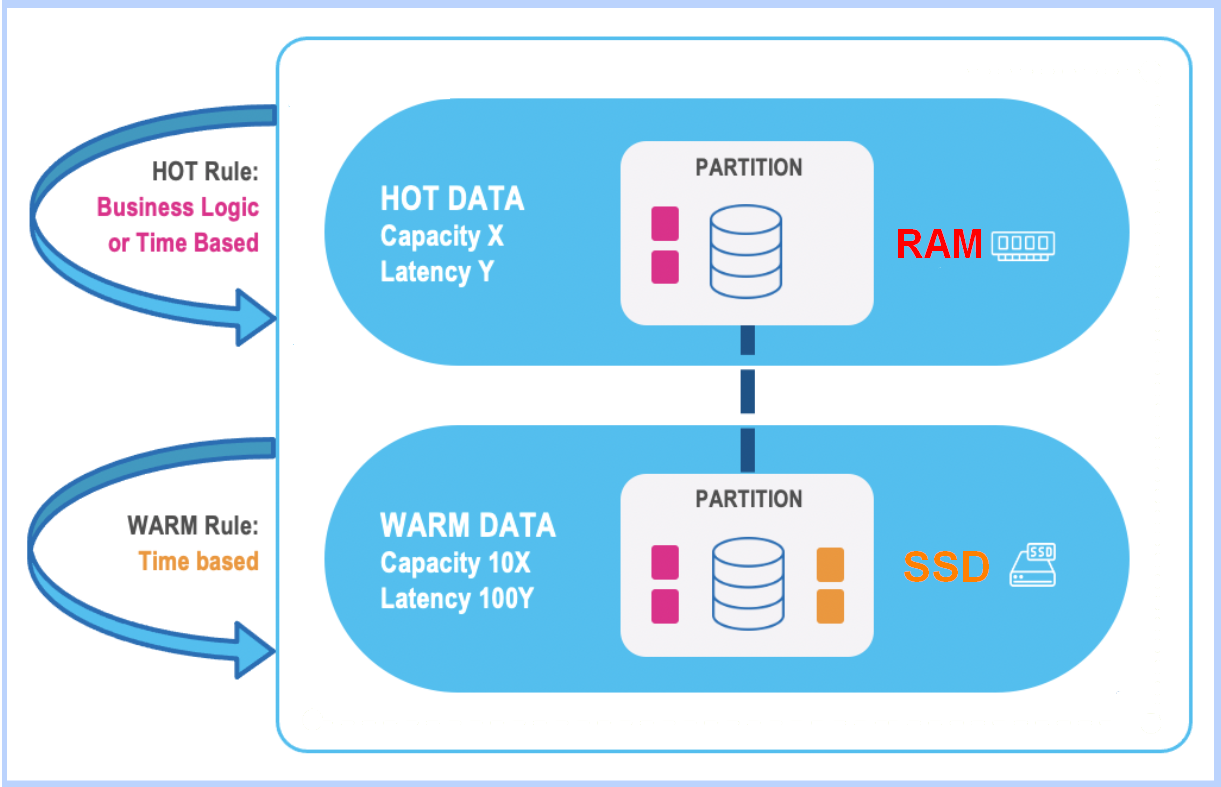 HOT Rule:
Business Logic
or Time Based
HOT DATA
Capacity X
Latency Y
PARTITION
RAM
WARM Rule:
Time based
WARM DATA
Capacity 10X
Latency 100Y
PARTITION
SSD
SSD